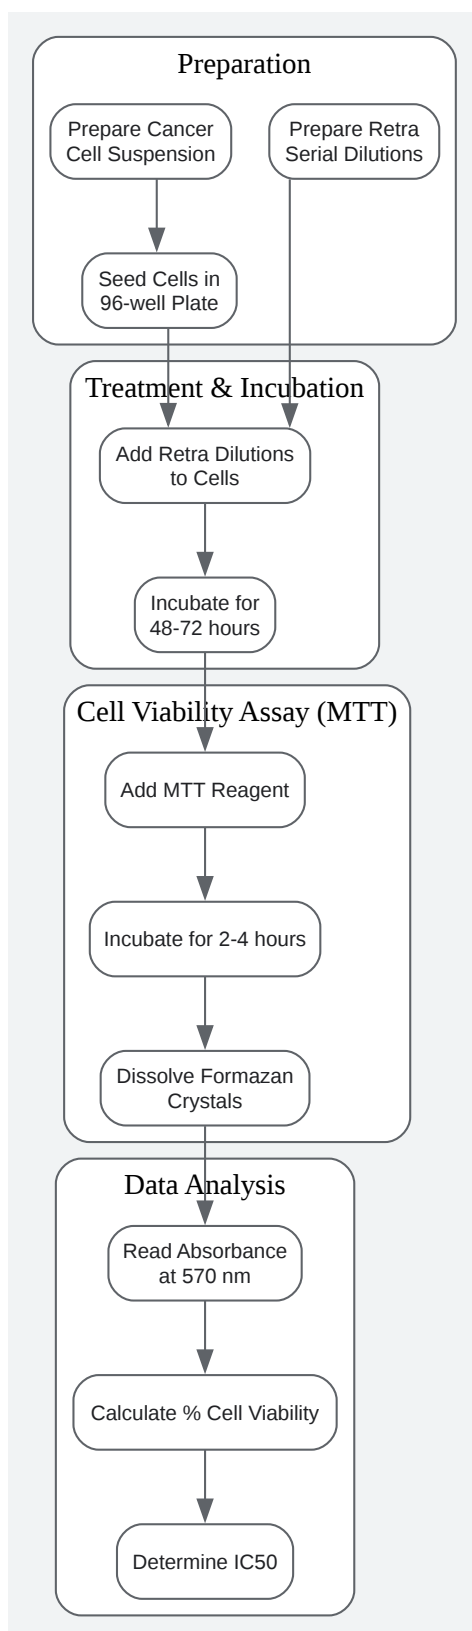 Preparation
Prepare Cancer
Cell Suspension
Prepare Retra
Serial Dilutions
Seed Cells in
96-well Plate
Treatment & Incubation
Add Retra Dilutions
to Cells
Incubate for
48-72 hours
Cell Viability Assay (MTT)
Add MTT Reagent
Incubate for 2-4 hours
Dissolve Formazan
Crystals
Data Analysis
Read Absorbance
at 570 nm
Calculate % Cell Viability
Determine IC50